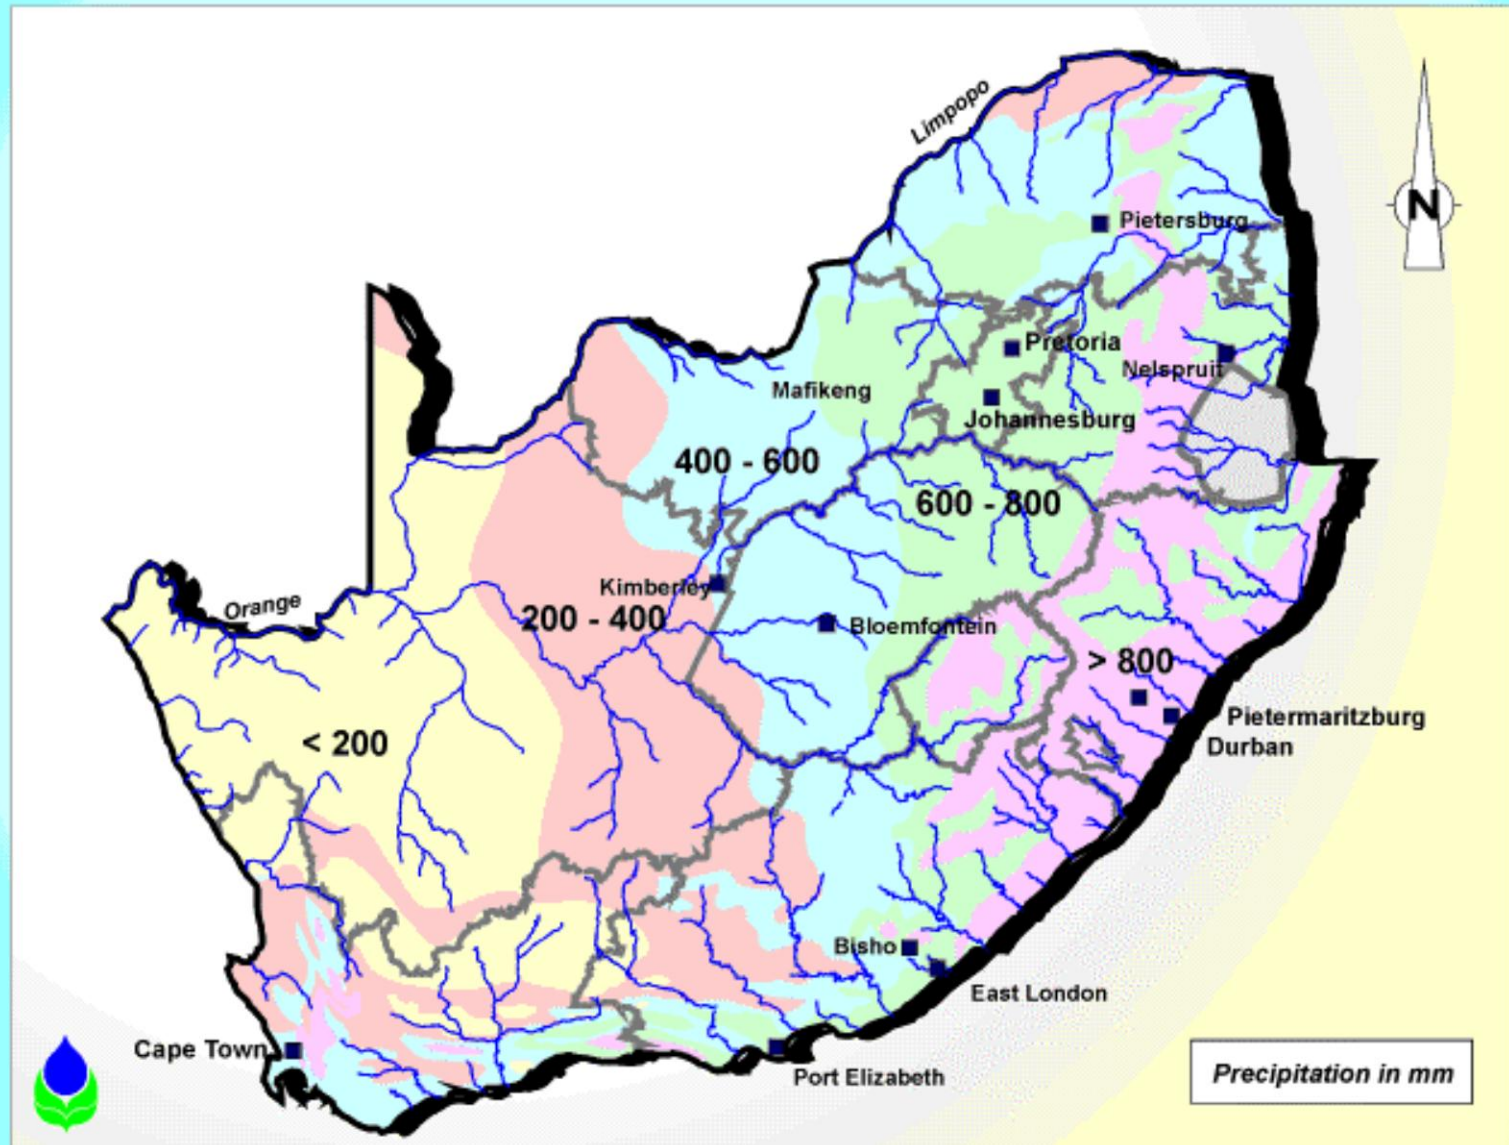 Limpopo
N
Pietersburg
Pretoria
Nelspruit
Mafikeng
Johannesburg
400 - 600
600 - 800
Kimberley
Orange
200 - 400
Bloemfontein
> 800
Pietermaritzburg
< 200
Durban
Bisho
East London
Cape Town
Port Elizabeth
Precipitation in mm